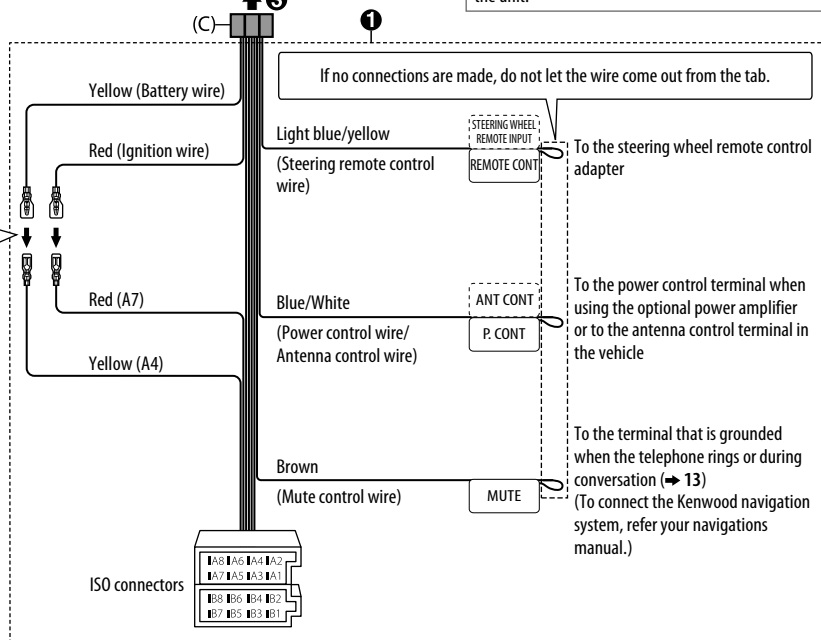 the unit.
3
(C)
1
If no connections are made, do not let the wire come out from the tab.
Yellow (Battery wire)
Red (Ignition wire)
Light blue/yellow
(Steering remote control
wire)
STEERING WHEEL
REMOTE INPUT
REMOTE CONT
To the steering wheel remote control
adapter
Red (A7)
Yellow (A4)
Blue/White
(Power control wire/
Antenna control wire)
ANT CONT
P. CONT
To the power control terminal when
using the optional power amplifier
or to the antenna control terminal in
the vehicle
Brown
(Mute control wire)
MUTE
To the terminal that is grounded
when the telephone rings or during
conversation (➜ 13)
(To connect the Kenwood navigation
system, refer your navigations
manual.)
ISO connectors
A8 A6 A4 A2
A7 A5 A3 A1
B8 B6 B4 B2
B7 B5 B3 B1